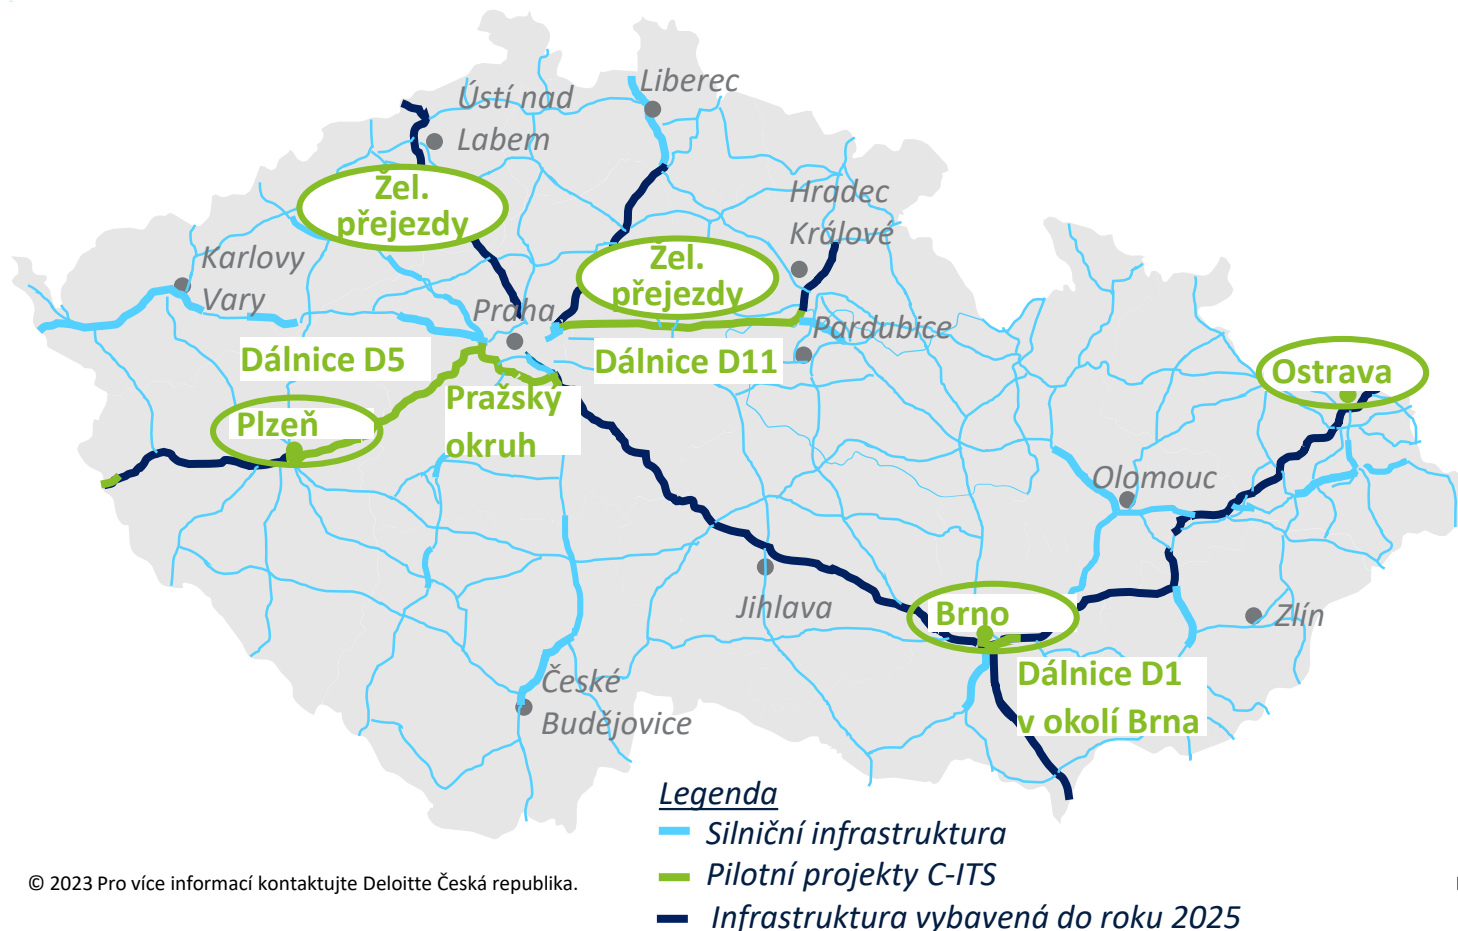 Ústí nad
Labem
Liberec
Žel.
přejezdy
Hradec
Králové
Karlovy
Vary
Žel.
přejezdy
Praha
Pardubice
Dálnice D5
Dálnice D11
Ostrava
Pražský
okruh
Plzeň
Olomouc
Jihlava
Brno
Zlín
Dálnice D1
v okolí Brna
České
Budějovice
Legenda
Silniční infrastruktura
Pilotní projekty C-ITS
Infrastruktura vybavená do roku 2025
© 2023 Pro více informací kontaktujte Deloitte Česká republika.